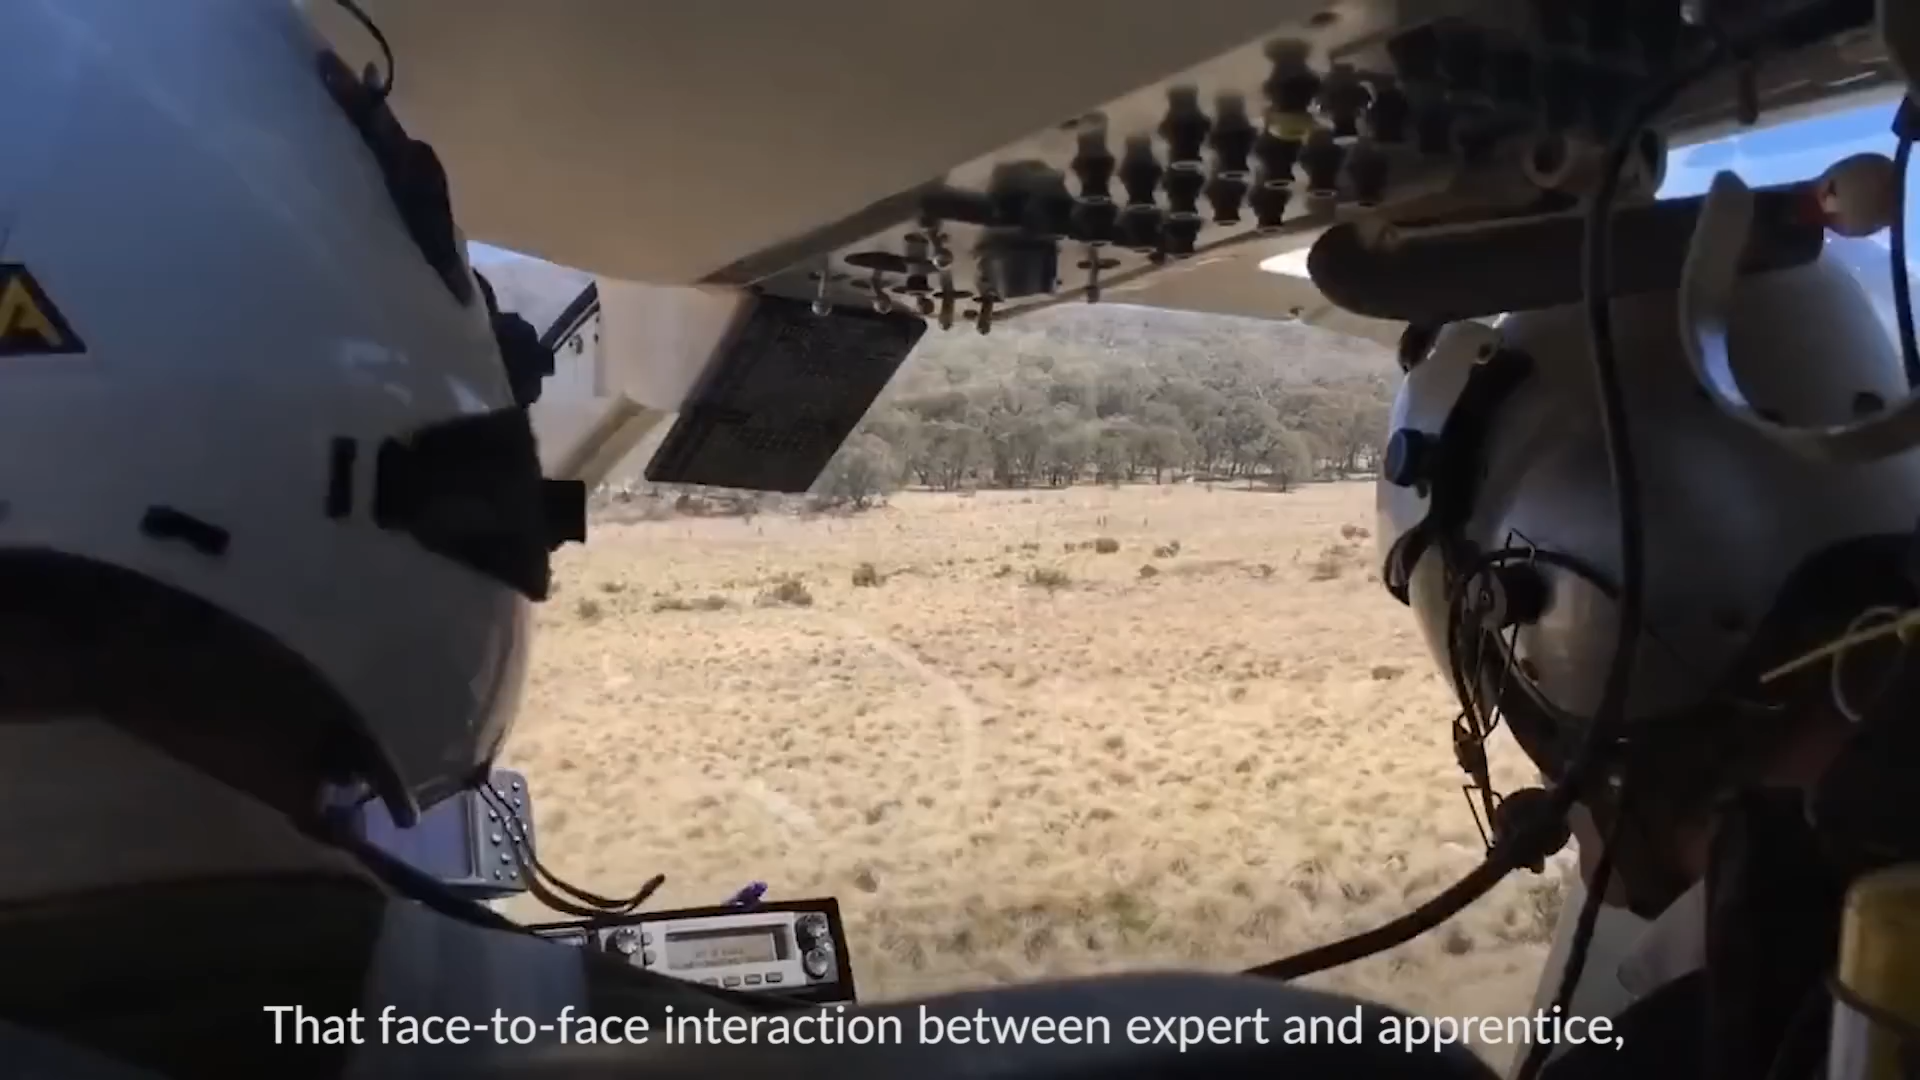 That face-to-face interaction between expert and apprentice,